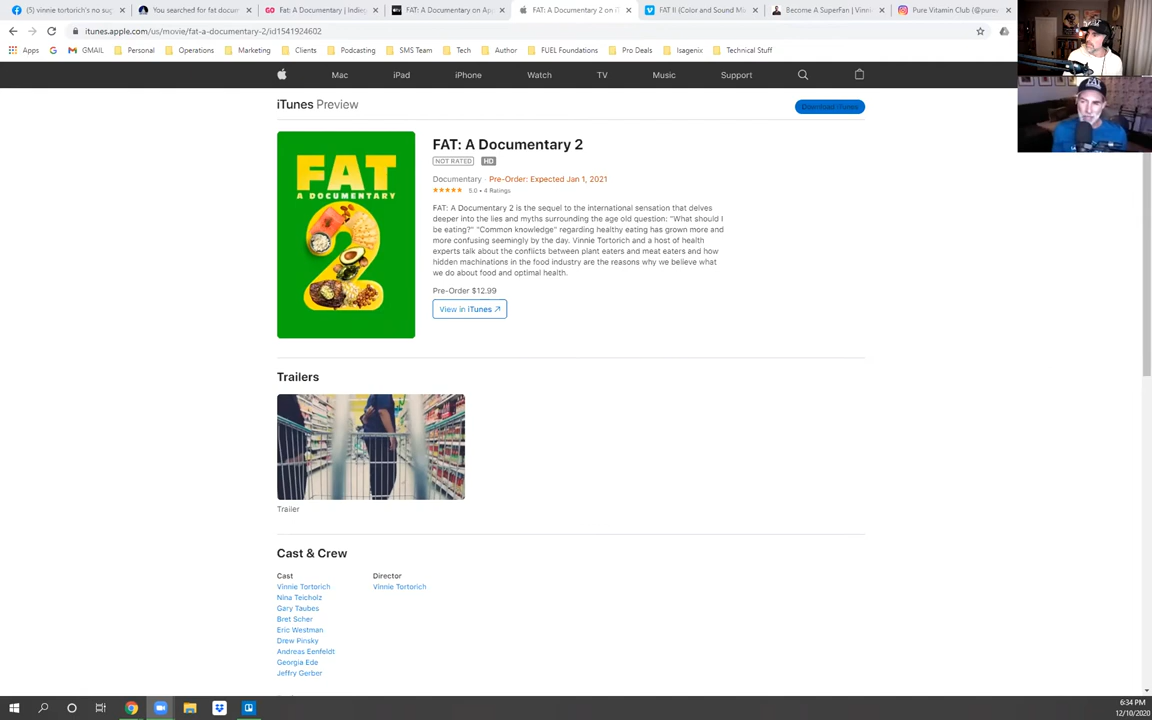 (5) vinnie tortorich's no sug
You searched for fat docum
Fat: A Documentary | Indieg
FAT: A Documentary on Ap
FAT: A Documentary 2 on iT
FAT II (Color and Sound Mi
Become A SuperFan | Vinni
Pure Vitamin Club (@purev
itunes.apple.com/us/movie/fat-a-documentary-2/id1541924602
Apps
GMAIL
Personal
Operations
Marketing
Clients
Podcasting
SMS Team
Tech
Author
FUEL Foundations
Pro Deals
Isagenix
Technical Stuff
Mac
iPad
iPhone
Watch
TV
Music
Support
iTunes Preview
Download iTunes
FAT
A DOCUMENTARY
2
FAT: A Documentary 2
NOT RATED HD
Documentary · Pre-Order: Expected Jan 1, 2021
★★★★★ 5.0 • 4 Ratings
FAT: A Documentary 2 is the sequel to the international sensation that delves
deeper into the lies and myths surrounding the age old question: "What should I
be eating?" "Common knowledge" regarding healthy eating has grown more and
more confusing seemingly by the day. Vinnie Tortorich and a host of health
experts talk about the conflicts between plant eaters and meat eaters and how
hidden machinations in the food industry are the reasons why we believe what
we do about food and optimal health.
Pre-Order $12.99
View in iTunes ↗
Trailers
Trailer
Cast & Crew
Cast
Vinnie Tortorich
Nina Teicholz
Gary Taubes
Bret Scher
Eric Westman
Drew Pinsky
Andreas Eenfeldt
Georgia Ede
Jeffry Gerber
Director
Vinnie Tortorich
6:34 PM
12/10/2020